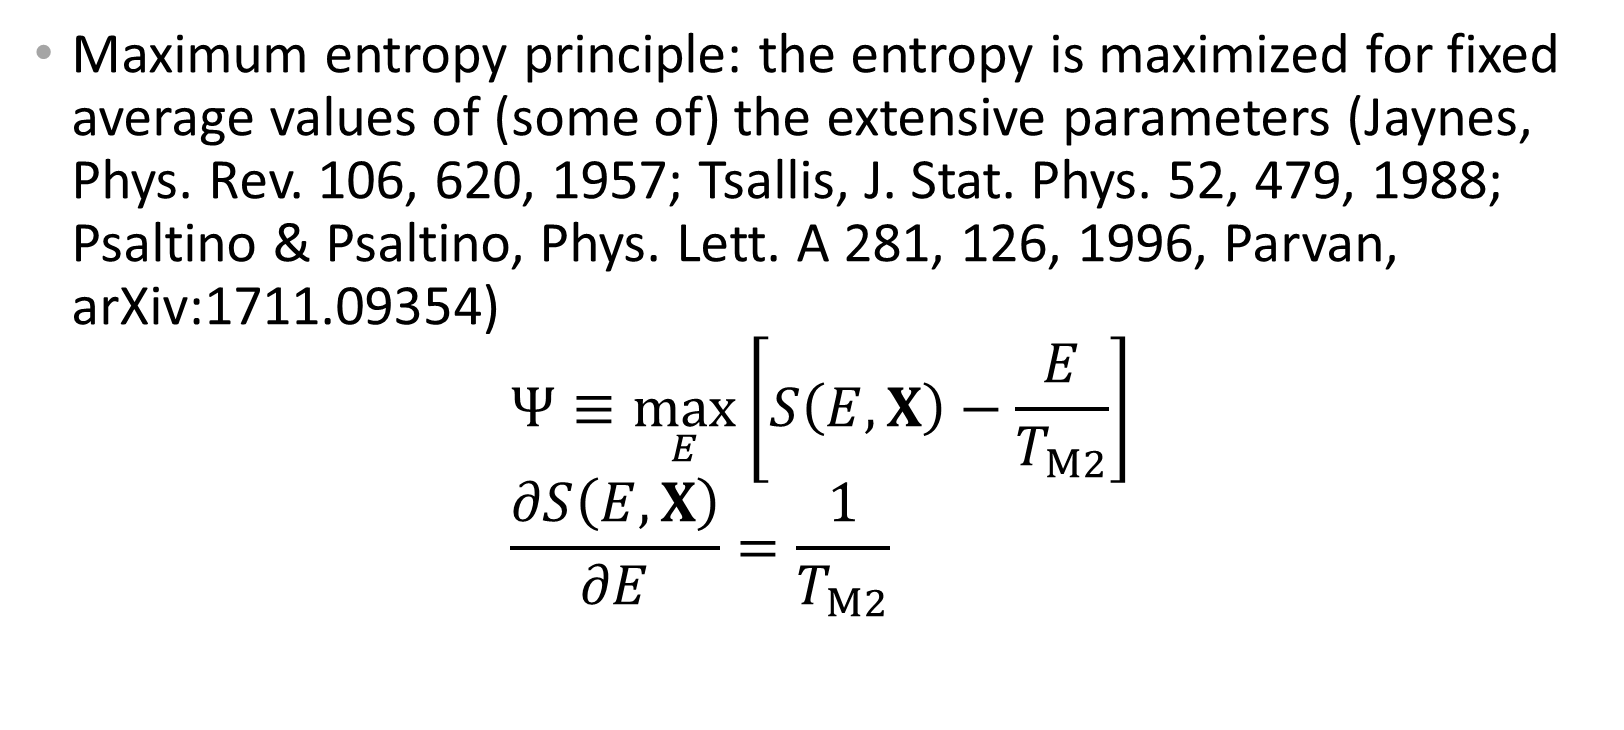 • Maximum entropy principle: the entropy is maximized for fixed
average values of (some of) the extensive parameters (Jaynes,
Phys. Rev. 106, 620, 1957; Tsallis, J. Stat. Phys. 52, 479, 1988;
Psaltino & Psaltino, Phys. Lett. A 281, 126, 1996, Parvan,
arXiv:1711.09354)
Ψ ≡ max_E [S(E, 𝐗) − E/T_M2]
∂S(E, 𝐗)/∂E = 1/T_M2